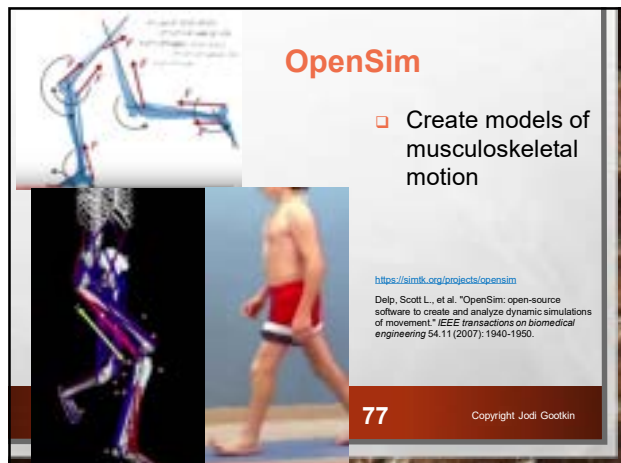 OpenSim
❑ Create models of
musculoskeletal
motion
https://simtk.org/projects/opensim
Delp, Scott L., et al. "OpenSim: open-source
software to create and analyze dynamic simulations
of movement." IEEE transactions on biomedical
engineering 54.11 (2007): 1940-1950.
77
Copyright Jodi Gootkin